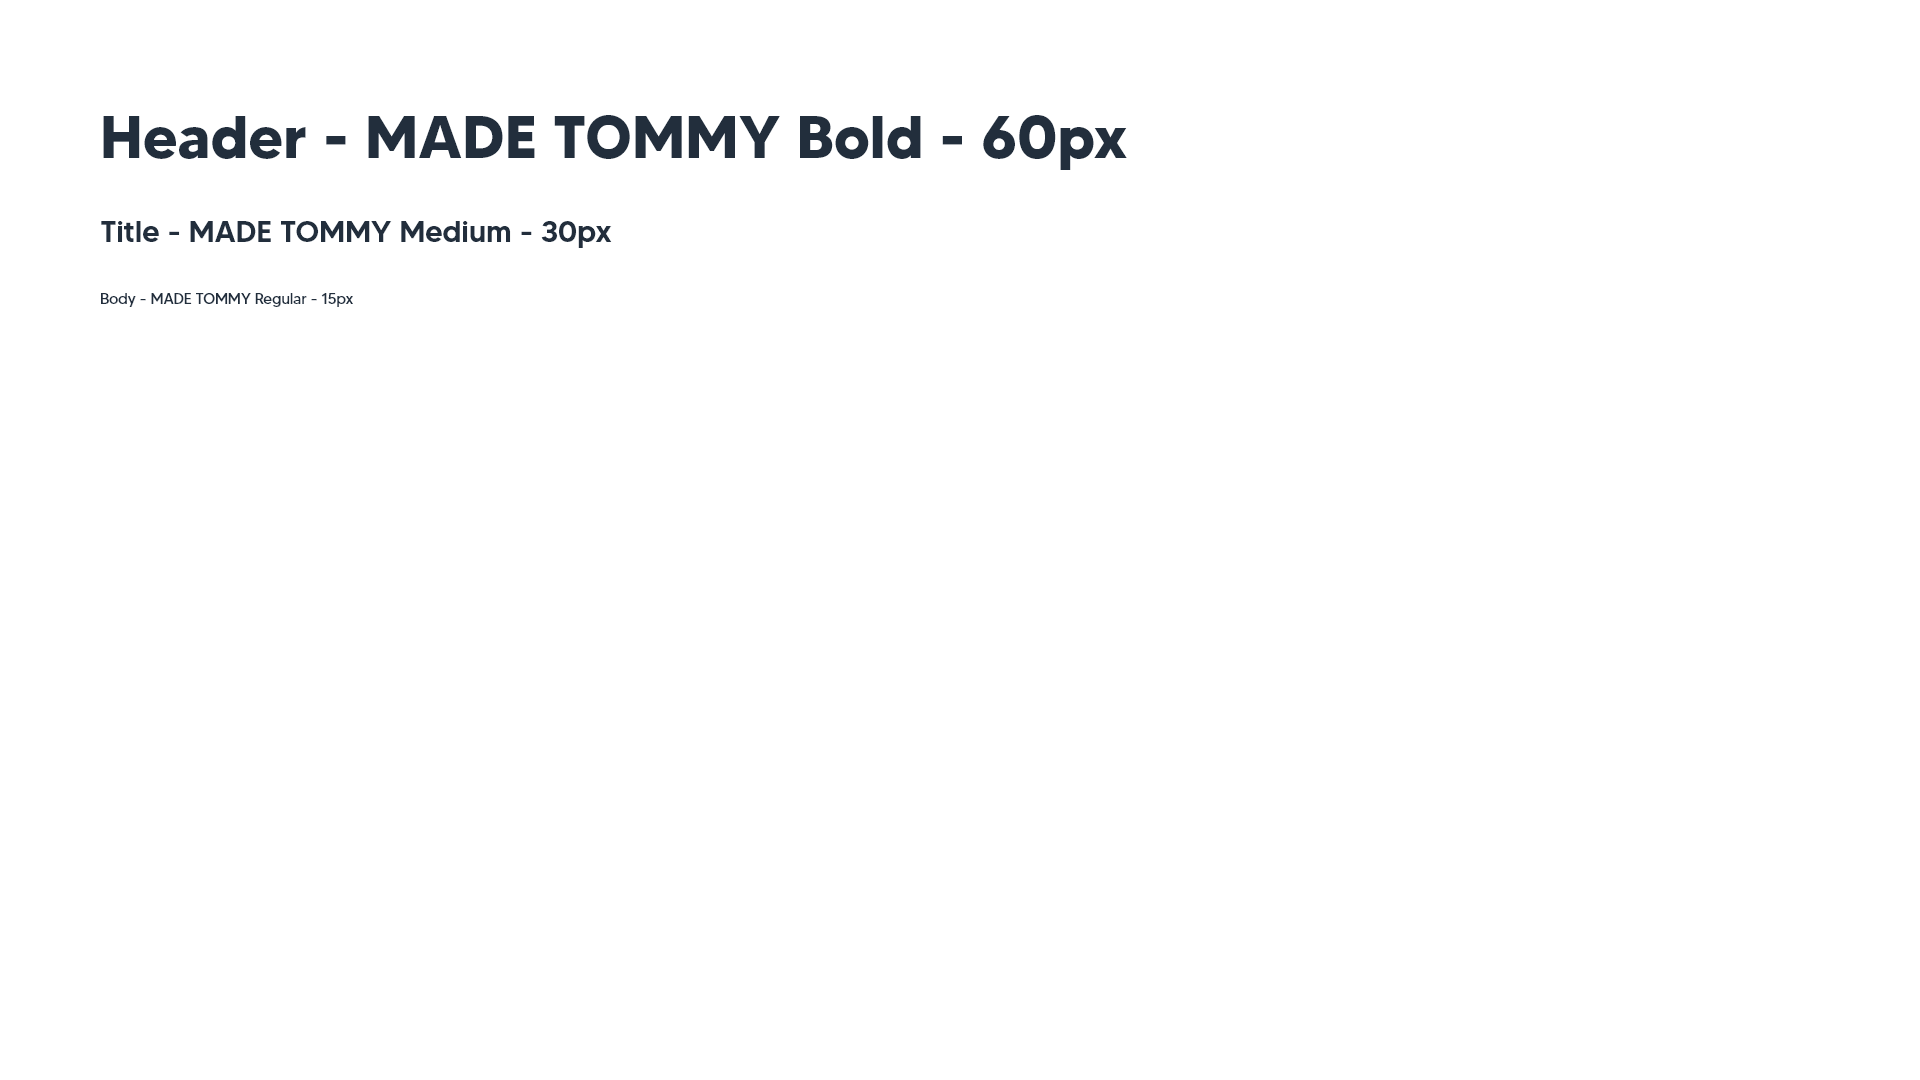 Header - MADE TOMMY Bold - 60px
Title - MADE TOMMY Medium - 30px
Body - MADE TOMMY Regular - 15px